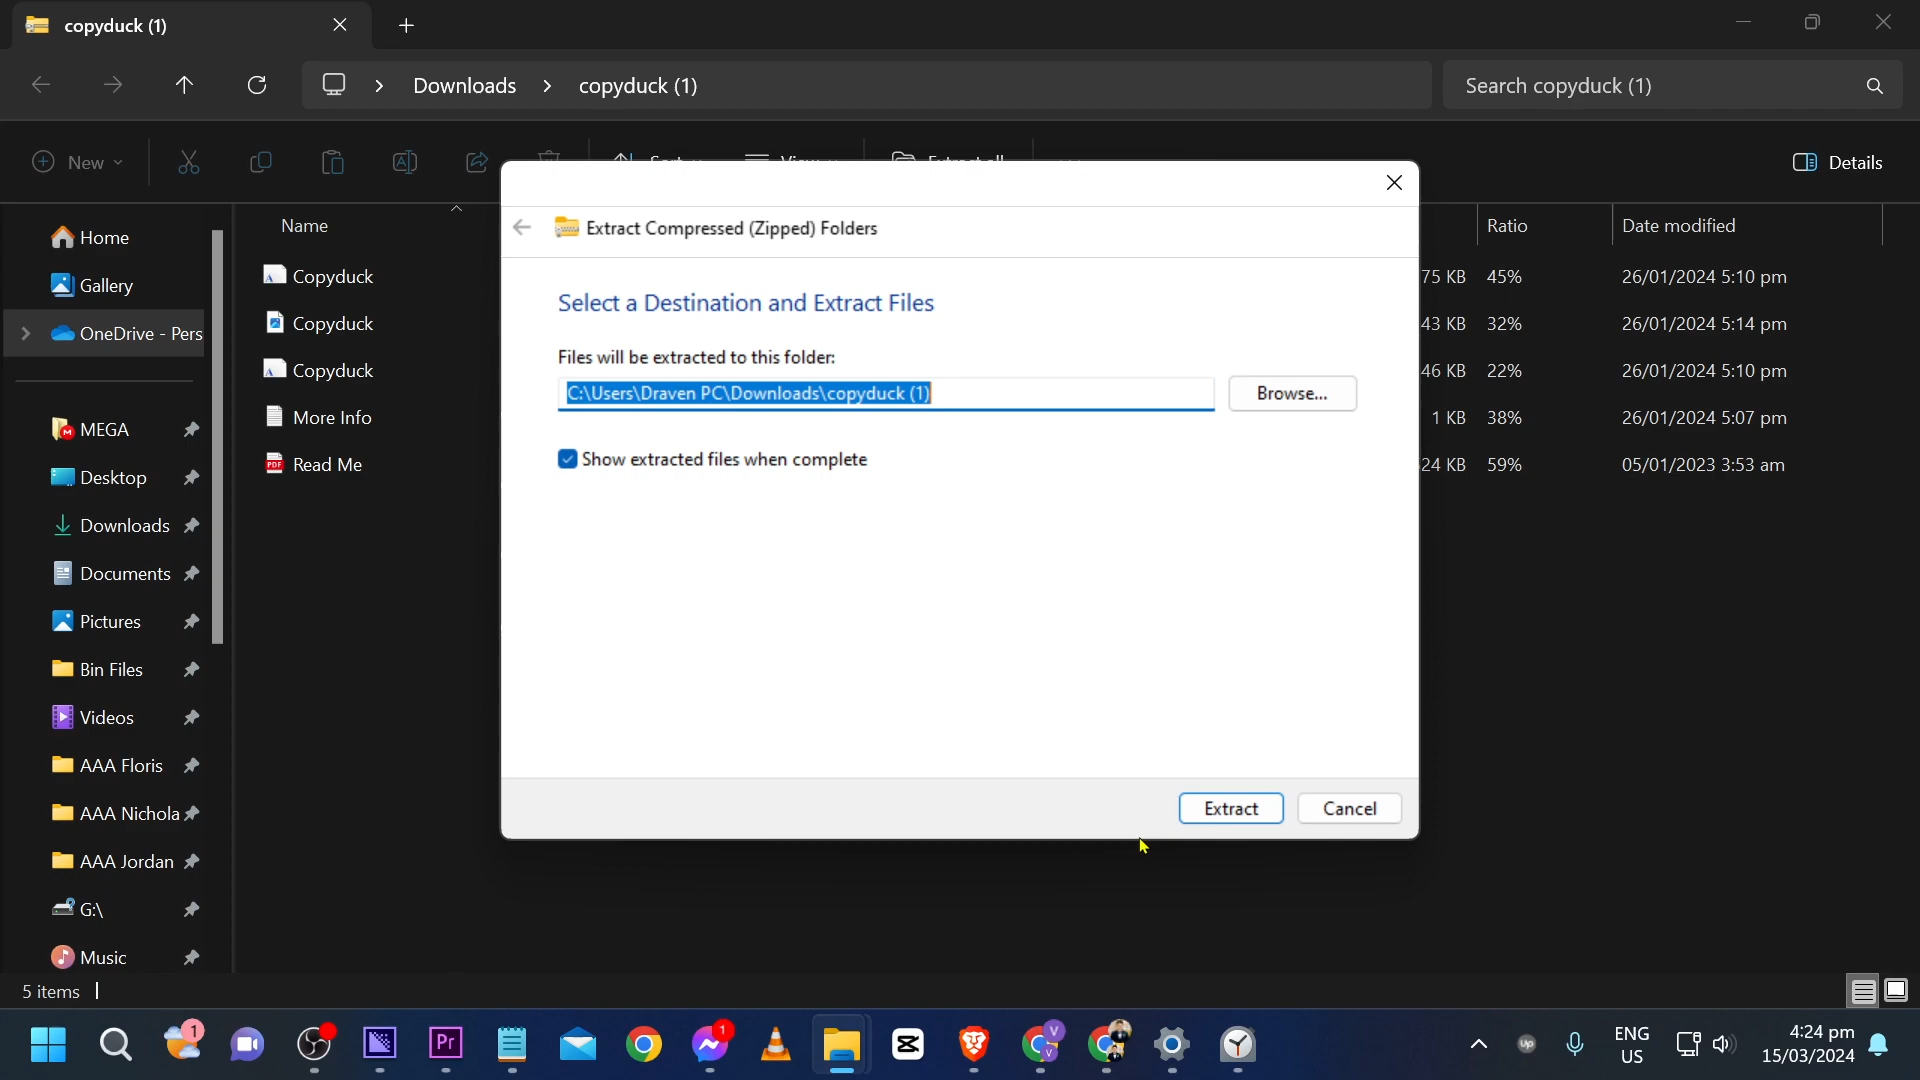 copyduck (1)
Downloads
copyduck (1)
Search copyduck (1)
New
Details
Extract Compressed (Zipped) Folders
Select a Destination and Extract Files
Files will be extracted to this folder:
C:\Users\Draven PC\Downloads\copyduck (1)
Browse...
Show extracted files when complete
Extract
Cancel
Home
Gallery
OneDrive - Pers
MEGA
Desktop
Downloads
Documents
Pictures
Bin Files
Videos
AAA Floris
AAA Nichola
AAA Jordan
G:\
Music
Name
Ratio
Date modified
Copyduck
75 KB 45% 26/01/2024 5:10 pm
Copyduck
43 KB 32% 26/01/2024 5:14 pm
Copyduck
46 KB 22% 26/01/2024 5:10 pm
More Info
1 KB 38% 26/01/2024 5:07 pm
Read Me
24 KB 59% 05/01/2023 3:53 am
5 items
1
Pr
1
V
V
up
ENG
US
4:24 pm
15/03/2024